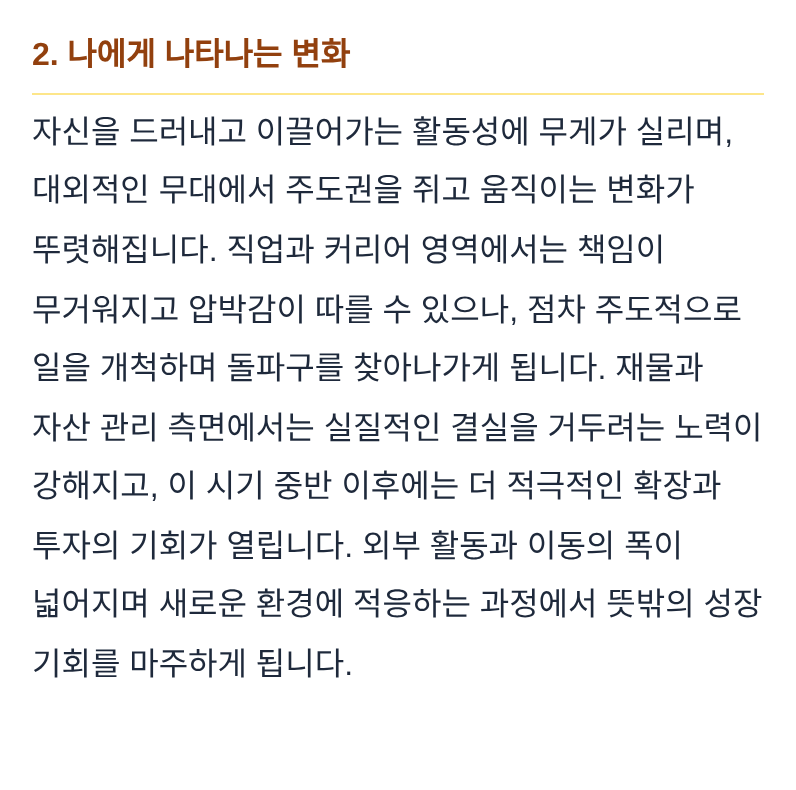 2. 나에게 나타나는 변화
자신을 드러내고 이끌어가는 활동성에 무게가 실리며,
대외적인 무대에서 주도권을 쥐고 움직이는 변화가
뚜렷해집니다. 직업과 커리어 영역에서는 책임이
무거워지고 압박감이 따를 수 있으나, 점차 주도적으로
일을 개척하며 돌파구를 찾아나가게 됩니다. 재물과
자산 관리 측면에서는 실질적인 결실을 거두려는 노력이
강해지고, 이 시기 중반 이후에는 더 적극적인 확장과
투자의 기회가 열립니다. 외부 활동과 이동의 폭이
넓어지며 새로운 환경에 적응하는 과정에서 뜻밖의 성장
기회를 마주하게 됩니다.